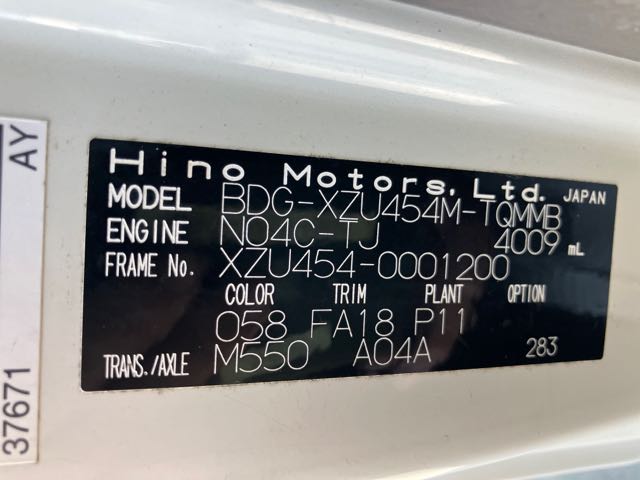 Hino Motors, Ltd. JAPAN
MODEL BDG-XZU454M-TQMMB
ENGINE N04C-TJ 4009 mL
FRAME No. XZU454-0001200
COLOR TRIM PLANT OPTION
058 FA18 P11
TRANS./AXLE M550 A04A 283
37671 AY